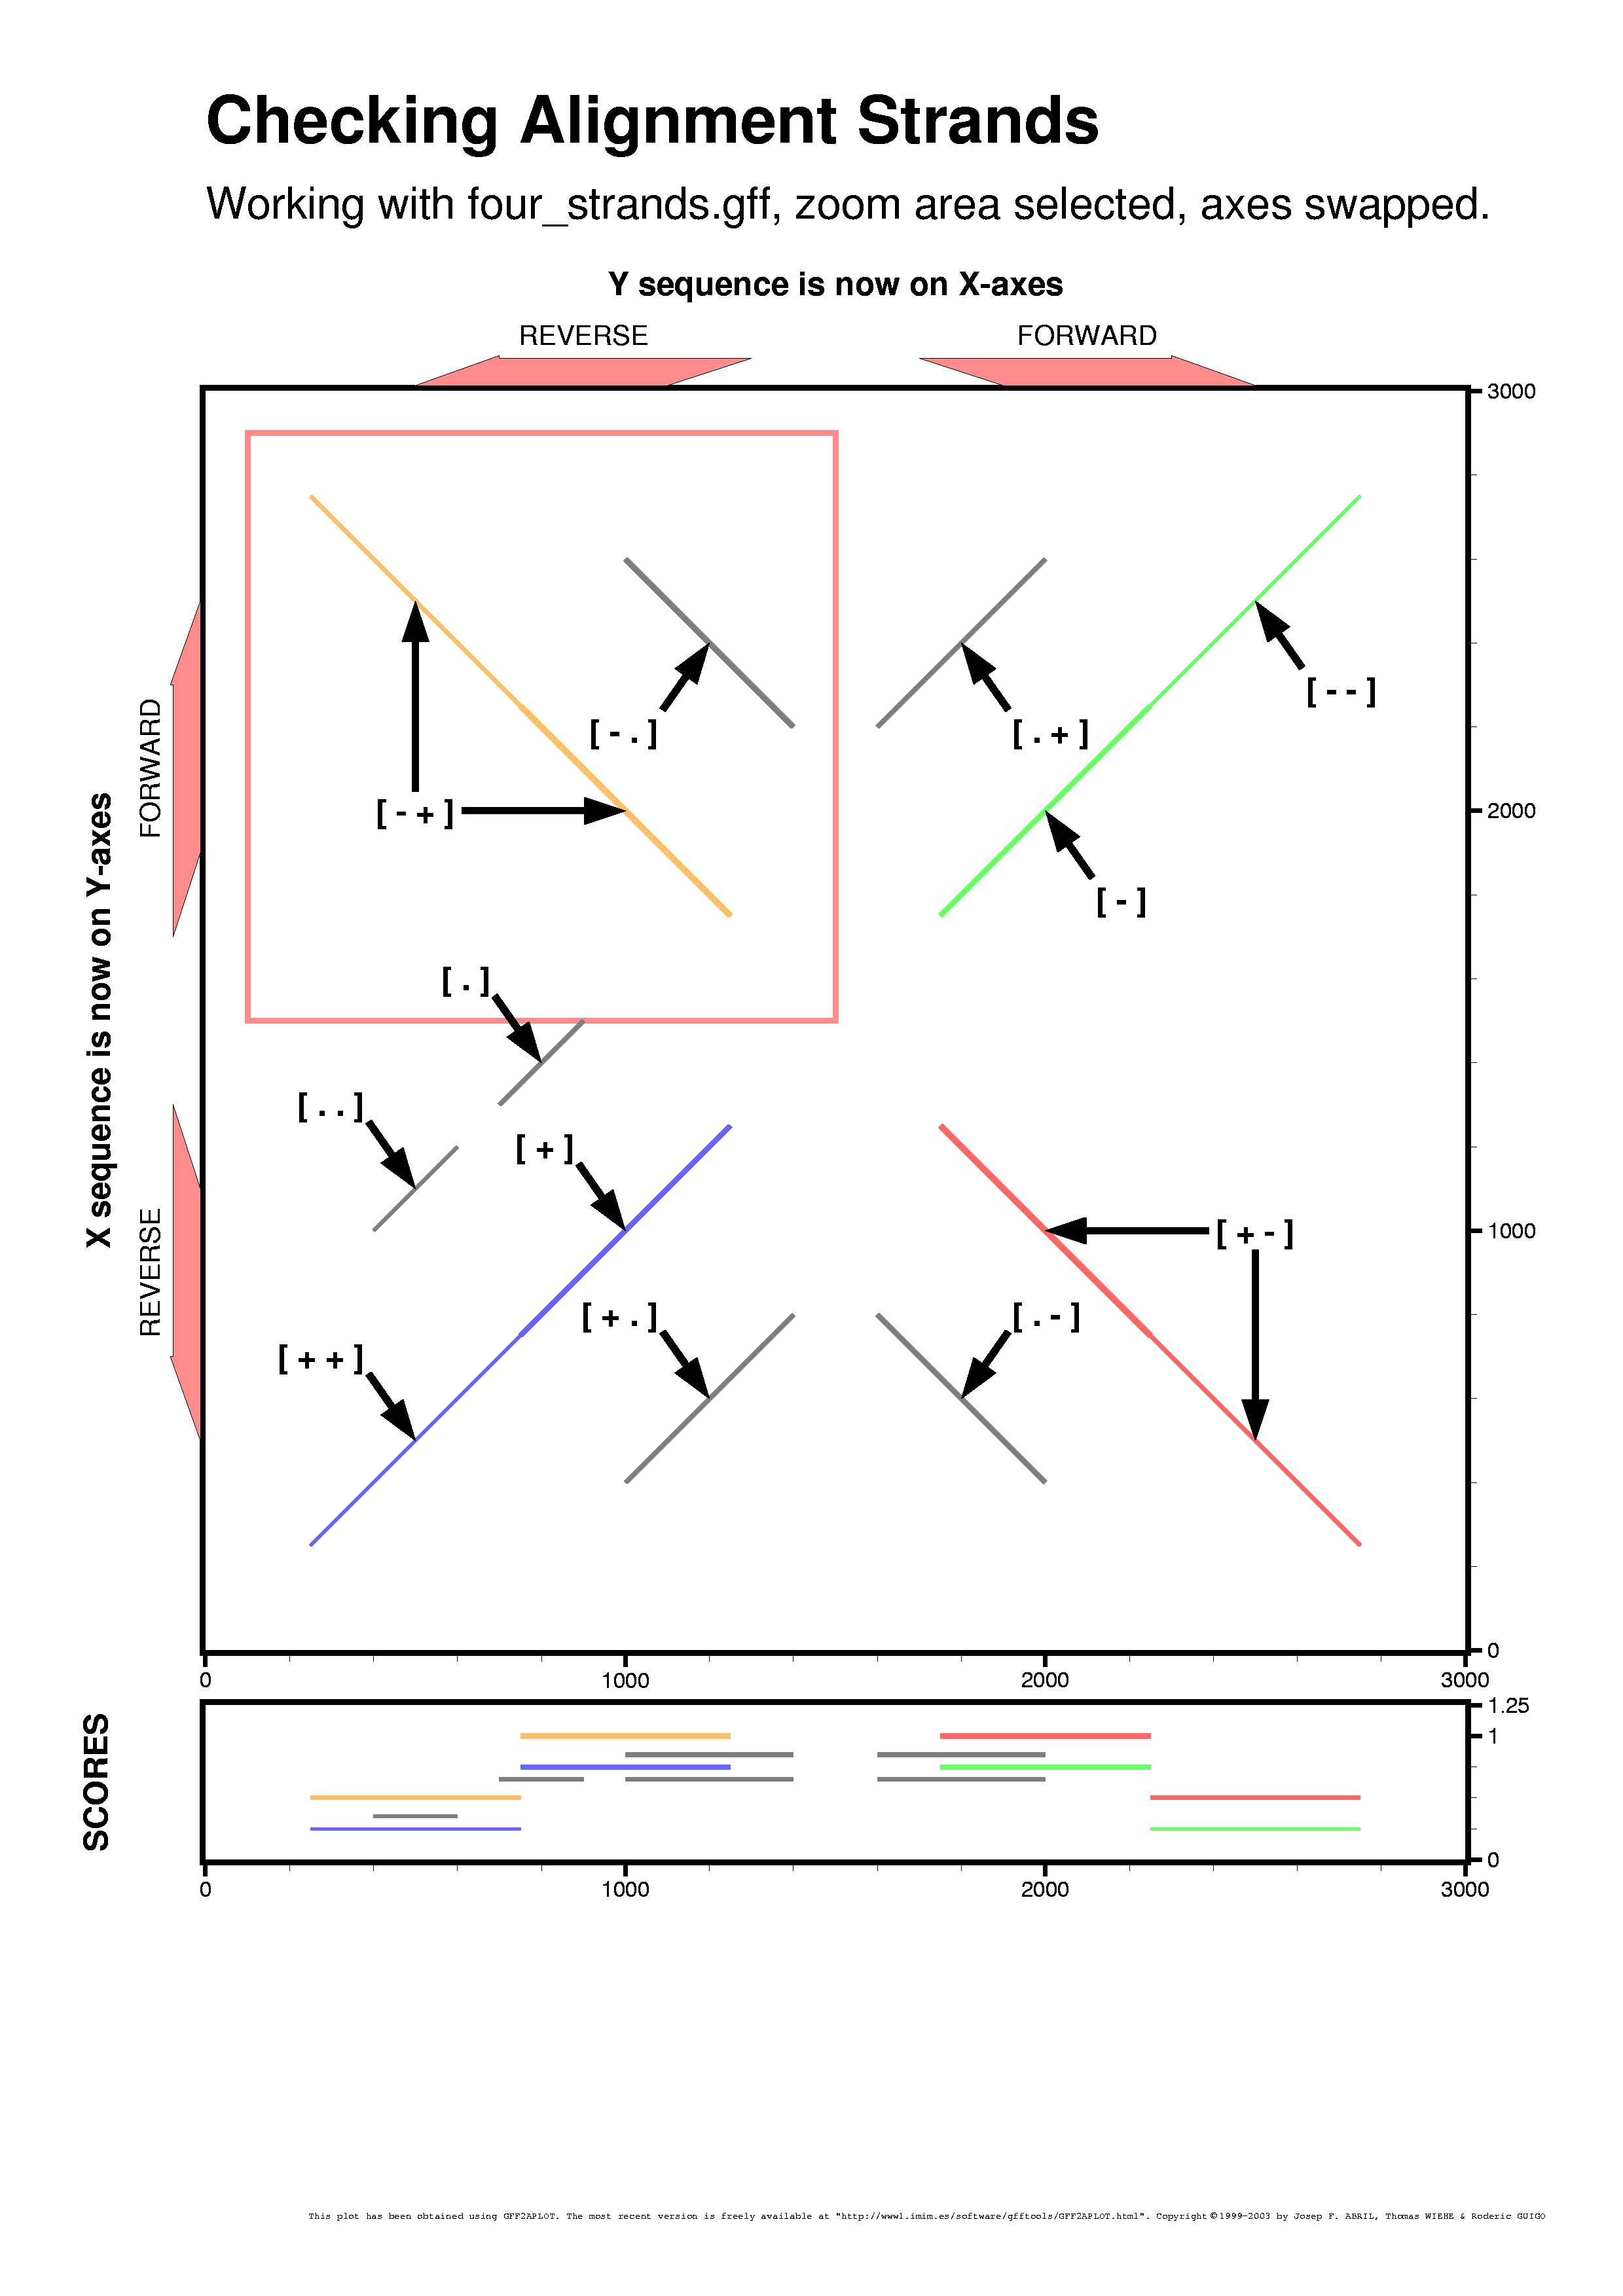 Checking Alignment Strands
Working with four_strands.gff, zoom area selected, axes swapped.
Y sequence is now on X-axes
REVERSE FORWARD
3000
[ - - ]
[ - . ] [ . + ]
FORWARD
[ - + ]
2000
X sequence is now on Y-axes
[ - ]
[ . ]
[ . . ]
[ + ]
REVERSE
[ + - ]
1000
[ + . ] [ . - ]
[ + + ]
0
0 1000 2000 3000
SCORES
1.25
1
0
0 1000 2000 3000
This plot has been obtained using GFF2APLOT. The most recent version is freely available at "http://www1.imim.es/software/gfftools/GFF2APLOT.html". Copyright ©1999-2003 by Josep F. ABRIL, Thomas WIEHE & Roderic GUIGO